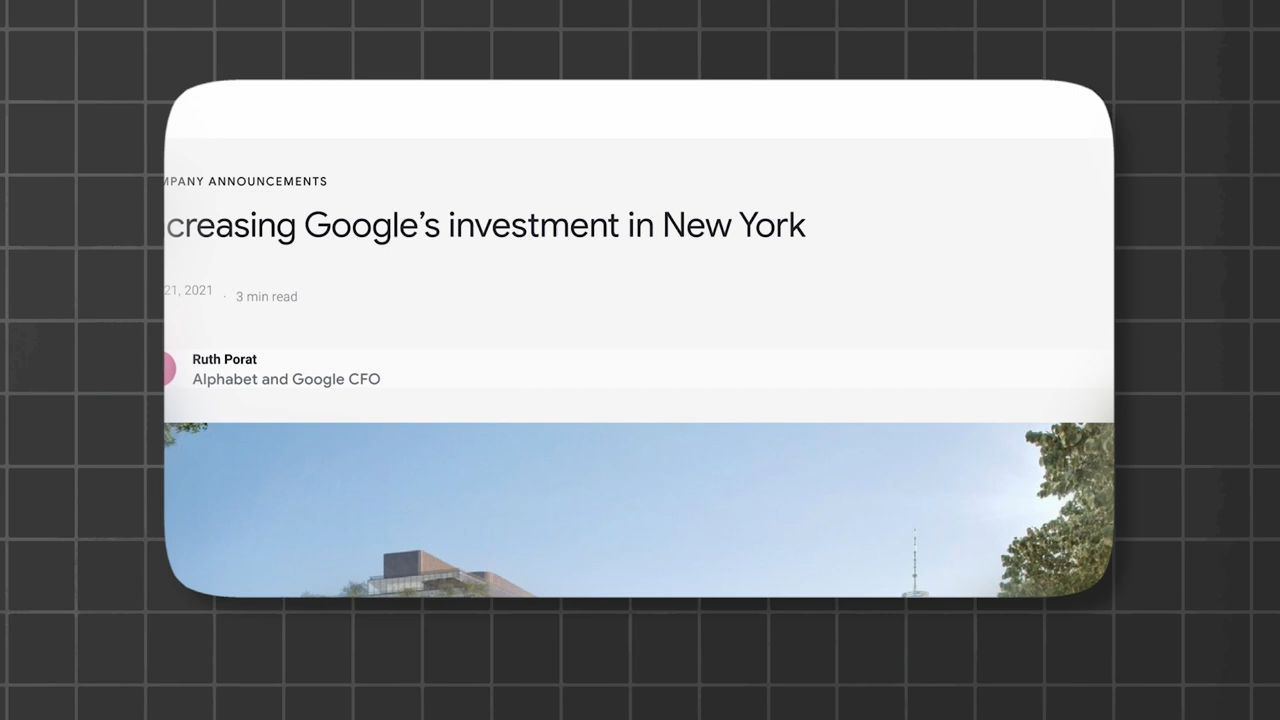 MPANY ANNOUNCEMENTS
creasing Google’s investment in New York
21, 2021 · 3 min read
Ruth Porat
Alphabet and Google CFO